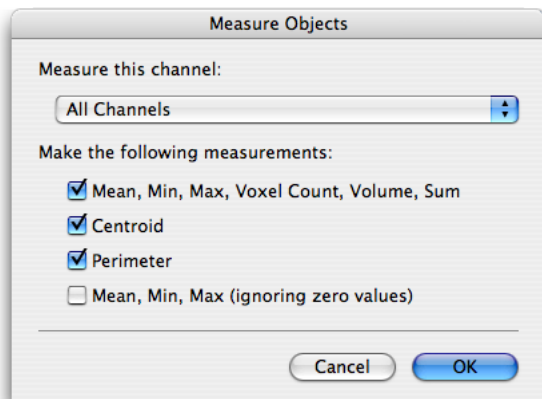 Measure Objects
Measure this channel:
All Channels
Make the following measurements:
Mean, Min, Max, Voxel Count, Volume, Sum
Centroid
Perimeter
Mean, Min, Max (ignoring zero values)
Cancel OK